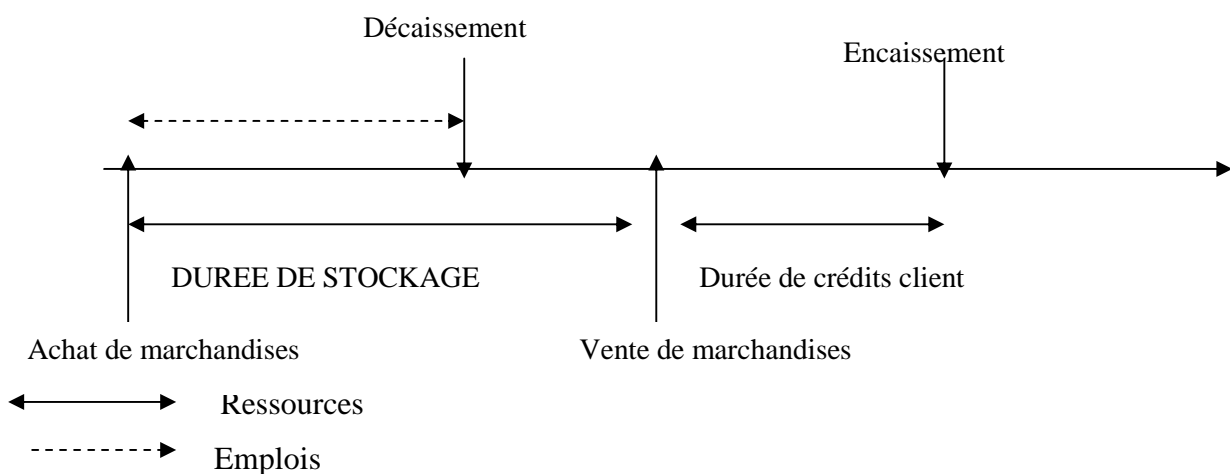 Décaissement
Encaissement
DUREE DE STOCKAGE
Durée de crédits client
Achat de marchandises
Vente de marchandises
Ressources
Emplois